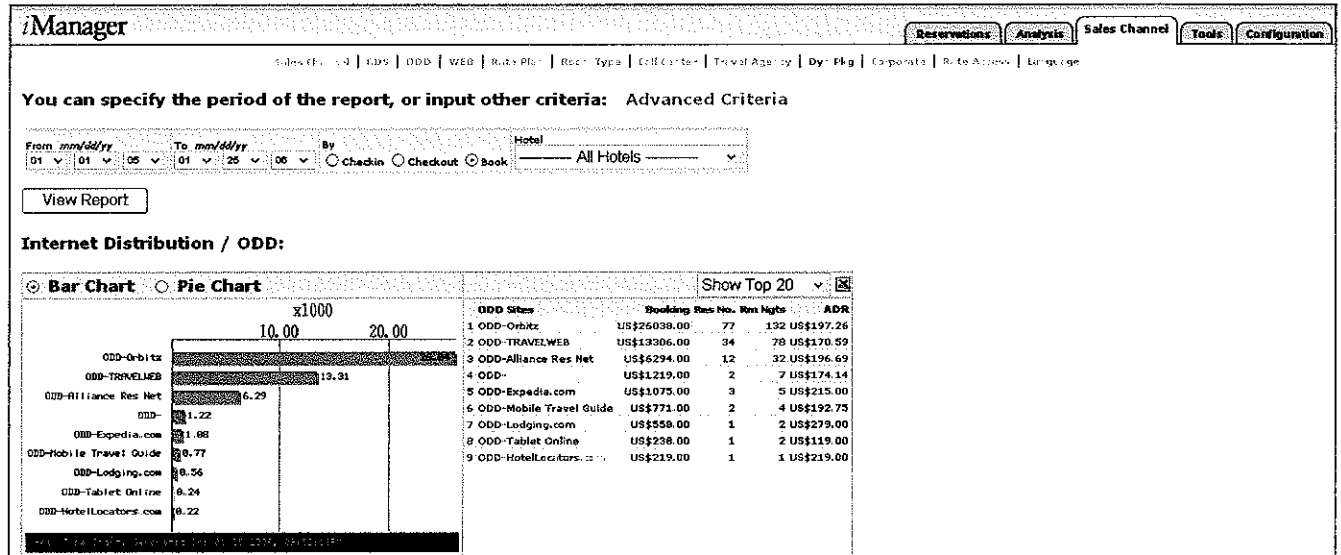 iManager
Reservations Analysis Sales Channel Tools Configuration
GDS | ODD | WEB | Rate Plan | Room Type | Call Center | Travel Agency | Dyn Pkg | Corporate | Rate Access | Language
You can specify the period of the report, or input other criteria: Advanced Criteria
From mm/dd/yy To mm/dd/yy By Hotel
01 01 05 01 25 06 Checkin Checkout Book All Hotels
View Report
Internet Distribution / ODD:
Bar Chart Pie Chart Show Top 20
x1000
10.00 20.00
ODD-Orbitz
ODD-TRAVELWEB 13.31
ODD-Alliance Res Net 6.29
ODD- 1.22
ODD-Expedia.com 1.08
ODD-Mobile Travel Guide 0.77
ODD-Lodging.com 0.56
ODD-Tablet Online 0.24
ODD-HotelLocators.com 0.22
ODD Sites Booking Res No. Rm Ngts ADR
1 ODD-Orbitz US$26038.00 77 132 US$197.26
2 ODD-TRAVELWEB US$13306.00 34 78 US$170.59
3 ODD-Alliance Res Net US$6294.00 12 32 US$196.69
4 ODD- US$1219.00 2 7 US$174.14
5 ODD-Expedia.com US$1075.00 3 5 US$215.00
6 ODD-Mobile Travel Guide US$771.00 2 4 US$192.75
7 ODD-Lodging.com US$558.00 1 2 US$279.00
8 ODD-Tablet Online US$238.00 1 2 US$119.00
9 ODD-HotelLocators. US$219.00 1 1 US$219.00